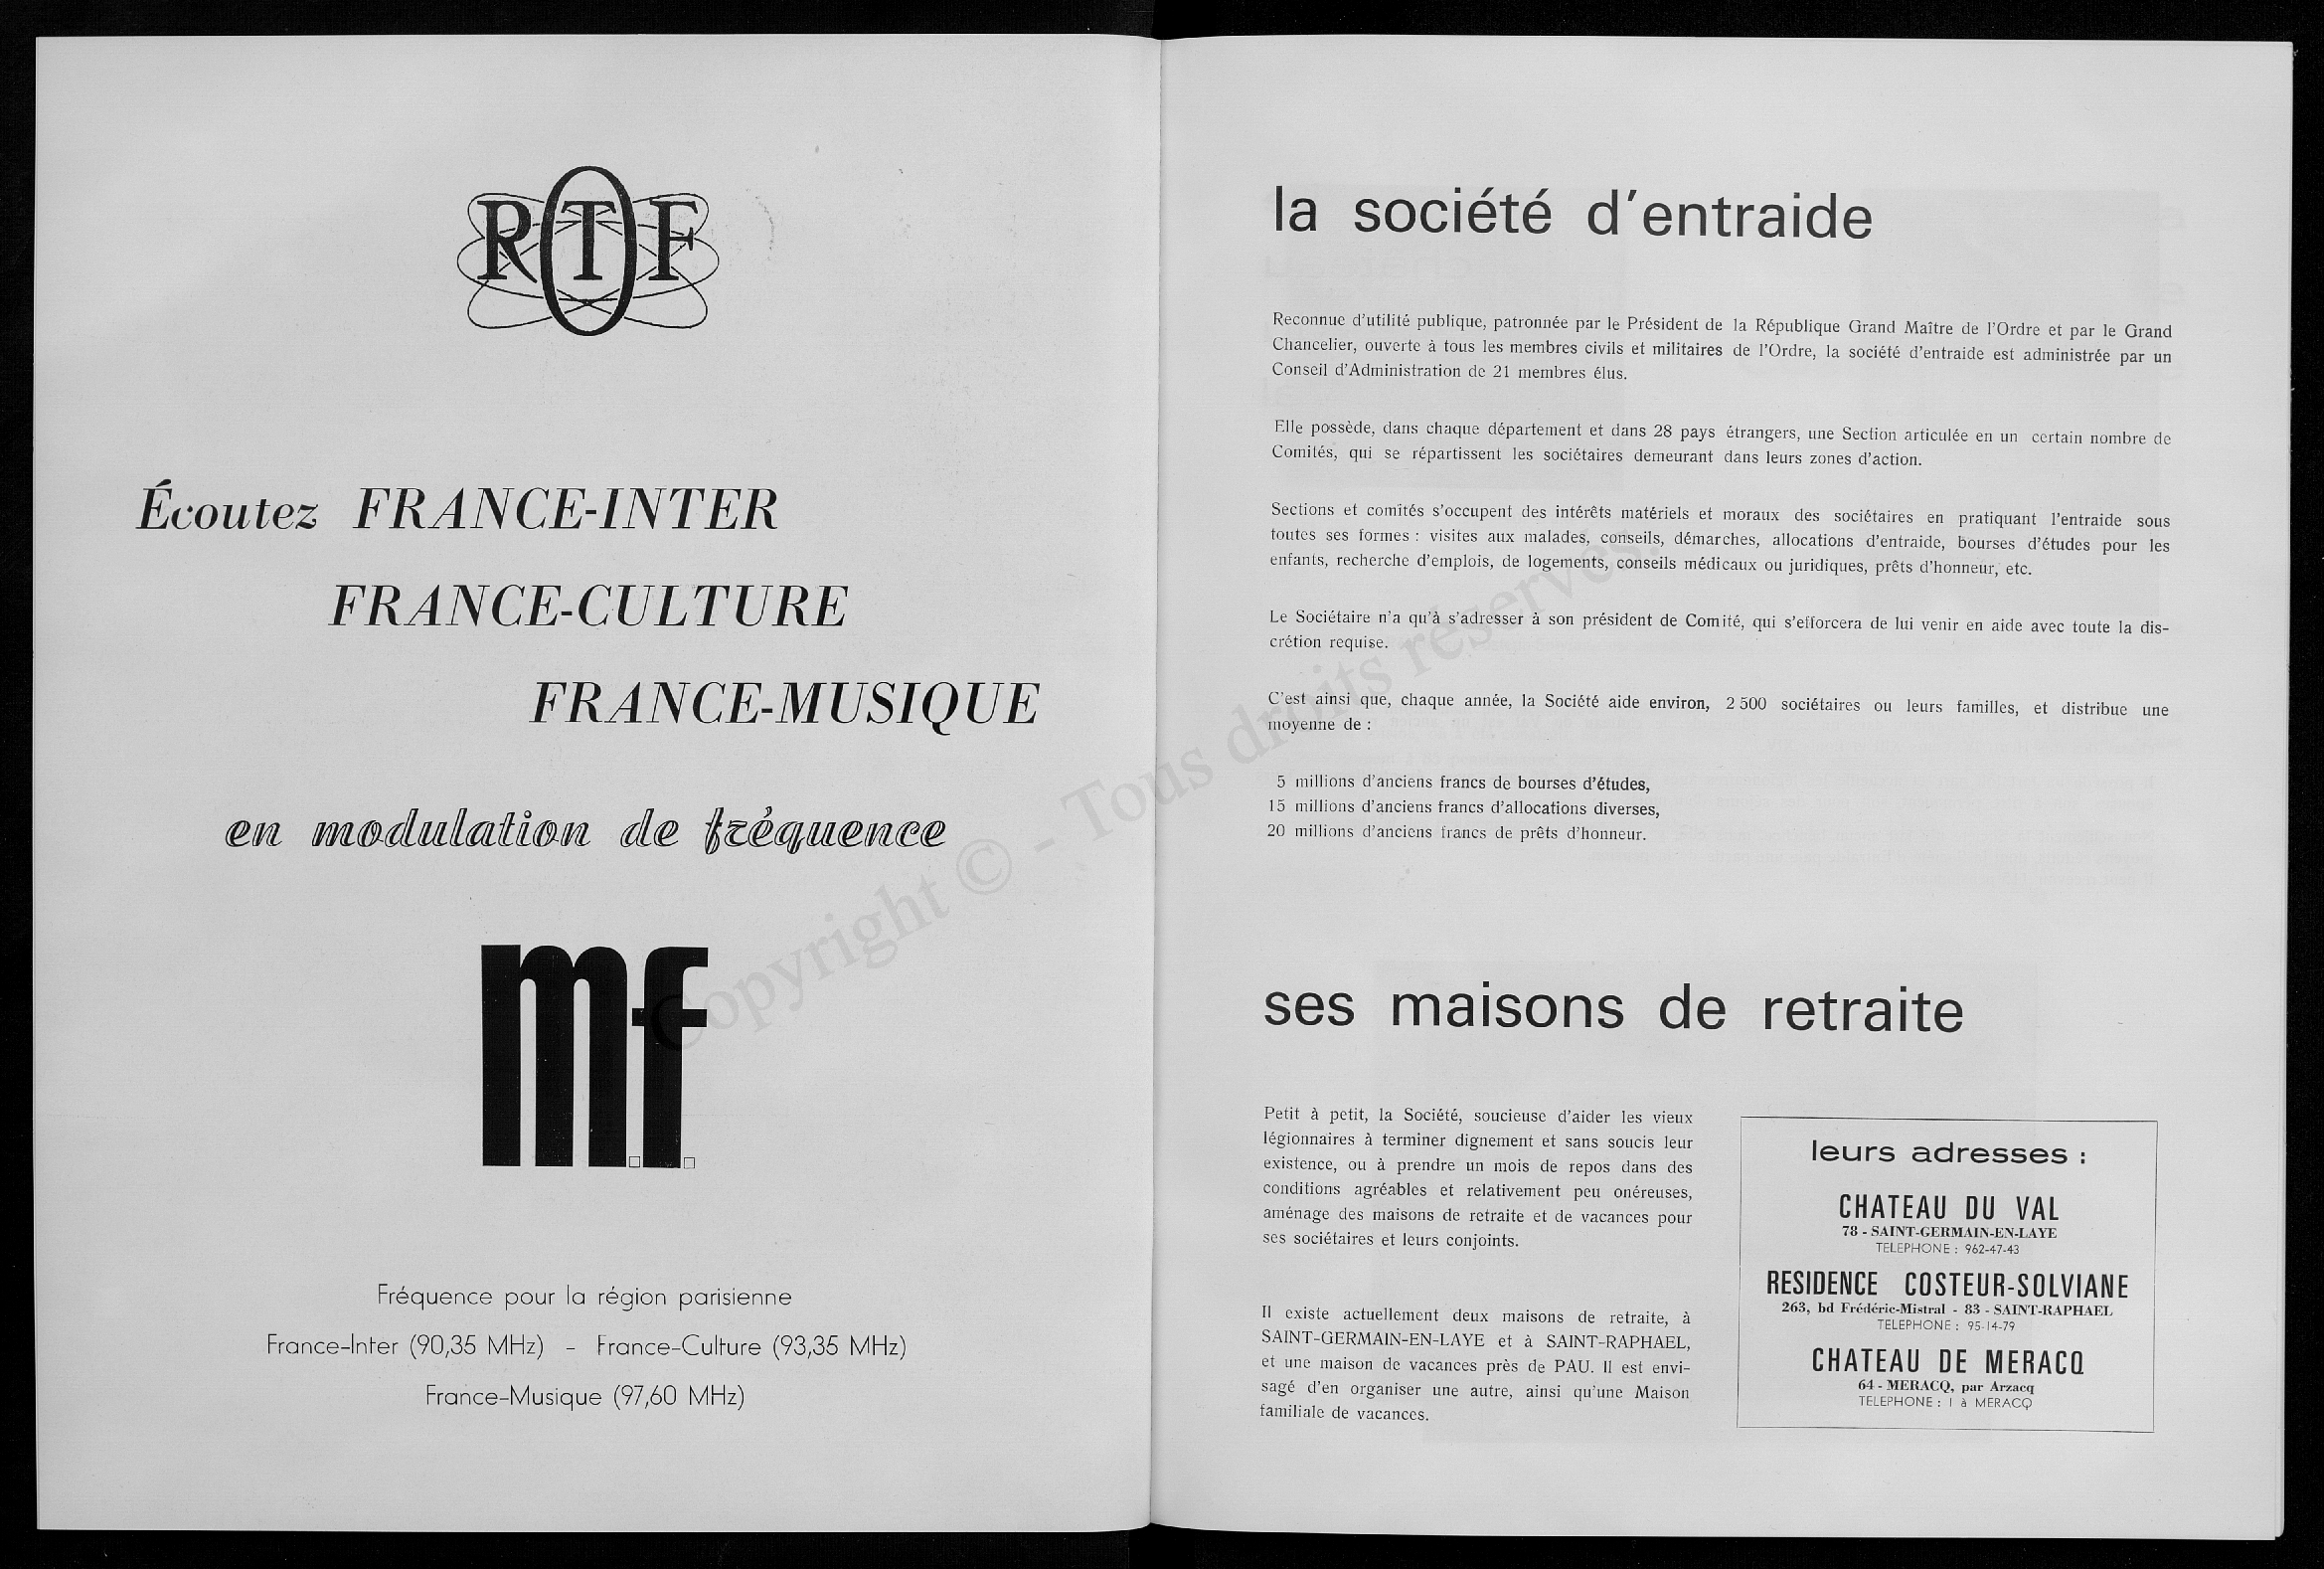 RTF
O
Écoutez FRANCE-INTER
FRANCE-CULTURE
FRANCE-MUSIQUE
en modulation de fréquence
m.f.
Fréquence pour la région parisienne
France-Inter (90,35 MHz) - France-Culture (93,35 MHz)
France-Musique (97,60 MHz)
la société d'entraide
Reconnue d'utilité publique, patronnée par le Président de la République Grand Maître de l'Ordre et par le Grand
Chancelier, ouverte à tous les membres civils et militaires de l'Ordre, la société d'entraide est administrée par un
Conseil d'Administration de 21 membres élus.
Elle possède, dans chaque département et dans 28 pays étrangers, une Section articulée en un certain nombre de
Comités, qui se répartissent les sociétaires demeurant dans leurs zones d'action.
Sections et comités s'occupent des intérêts matériels et moraux des sociétaires en pratiquant l'entraide sous
toutes ses formes : visites aux malades, conseils, démarches, allocations d'entraide, bourses d'études pour les
enfants, recherche d'emplois, de logements, conseils médicaux ou juridiques, prêts d'honneur, etc.
Le Sociétaire n'a qu'à s'adresser à son président de Comité, qui s'efforcera de lui venir en aide avec toute la dis-
crétion requise.
C'est ainsi que, chaque année, la Société aide environ, 2 500 sociétaires ou leurs familles, et distribue une
moyenne de :
5 millions d'anciens francs de bourses d'études,
15 millions d'anciens francs d'allocations diverses,
20 millions d'anciens francs de prêts d'honneur.
ses maisons de retraite
Petit à petit, la Société, soucieuse d'aider les vieux
légionnaires à terminer dignement et sans soucis leur
existence, ou à prendre un mois de repos dans des
conditions agréables et relativement peu onéreuses,
aménage des maisons de retraite et de vacances pour
ses sociétaires et leurs conjoints.
Il existe actuellement deux maisons de retraite, à
SAINT-GERMAIN-EN-LAYE et à SAINT-RAPHAEL,
et une maison de vacances près de PAU. Il est envi-
sagé d'en organiser une autre, ainsi qu'une Maison
familiale de vacances.
leurs adresses :
CHATEAU DU VAL
78 - SAINT-GERMAIN-EN-LAYE
TELEPHONE : 962-47-43
RESIDENCE COSTEUR-SOLVIANE
263, bd Frédéric-Mistral - 83 - SAINT-RAPHAEL
TELEPHONE : 95-14-79
CHATEAU DE MERACQ
64 - MERACQ, par Arzacq
TELEPHONE : 1 à MERACQ
Copyright © - Tous droits réservés.